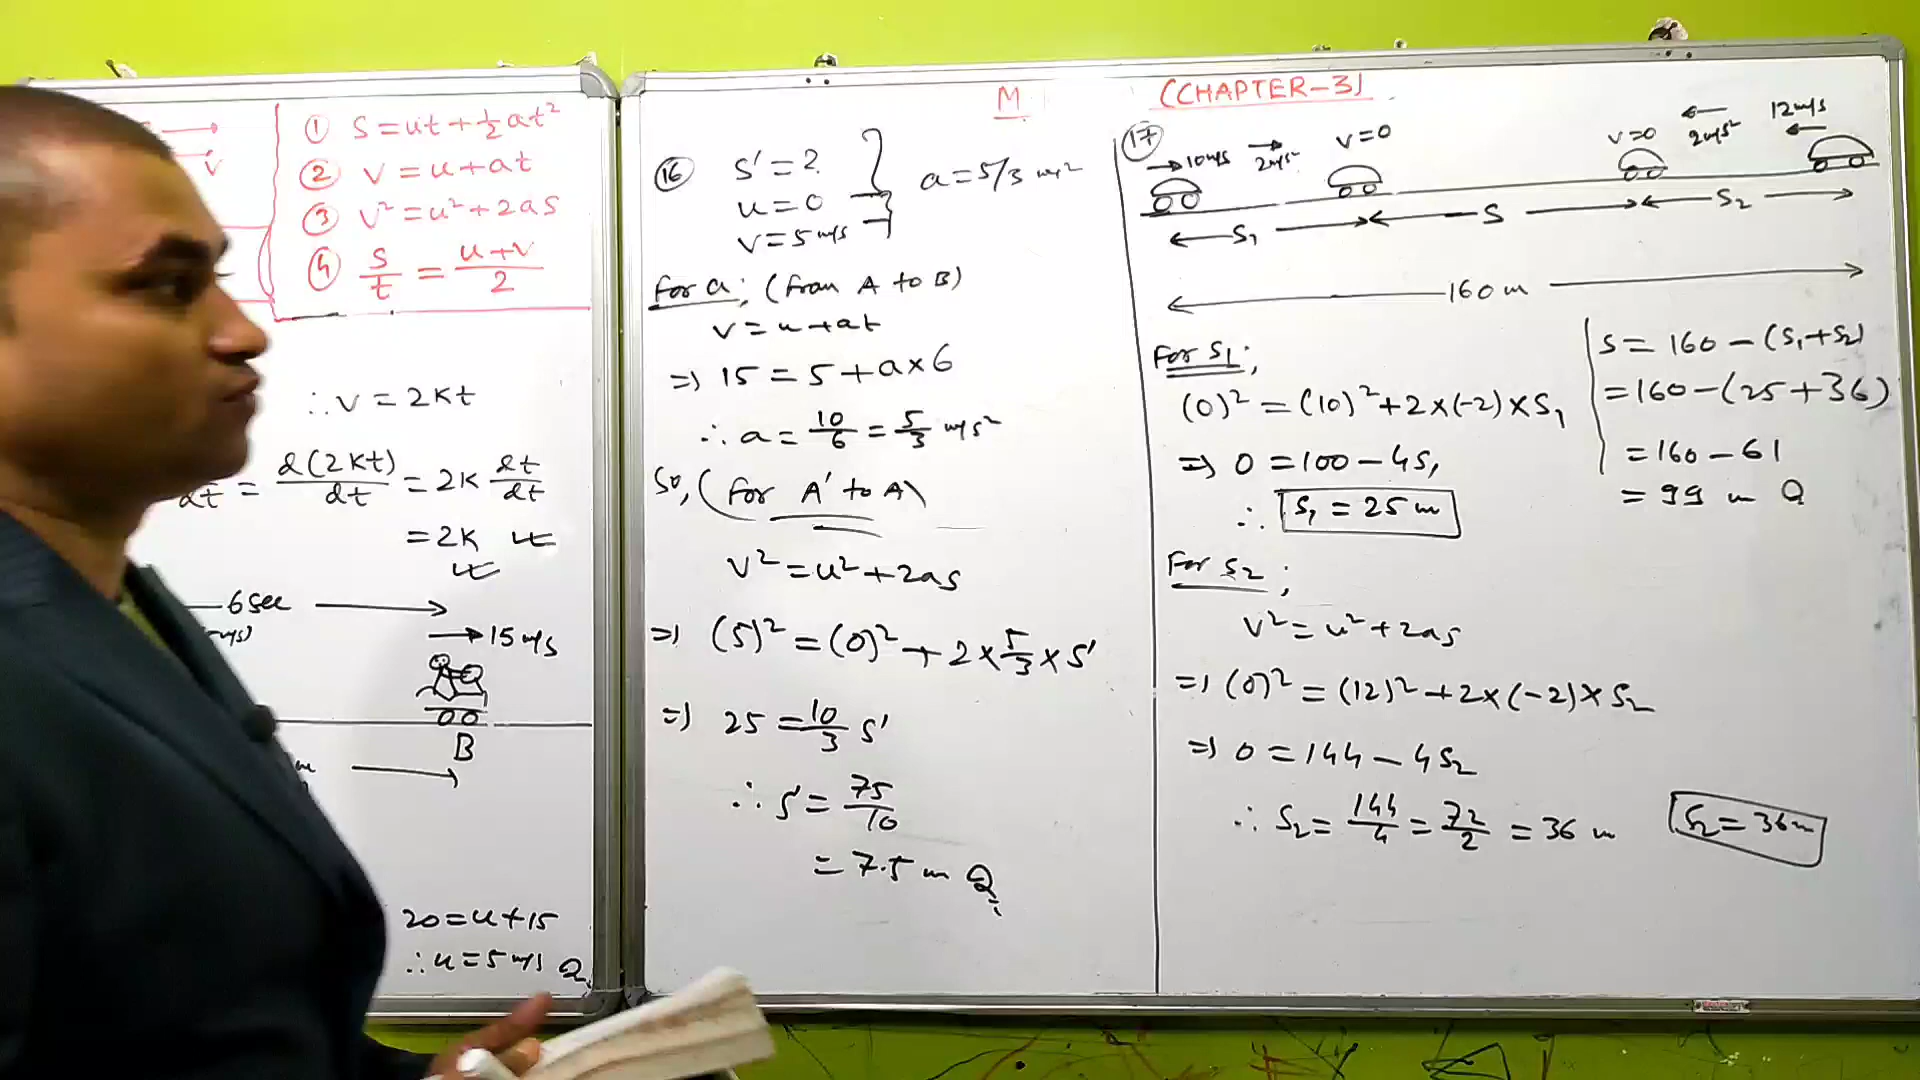 ① S = ut + ½at²
② v = u + at
③ v² = u² + 2as
④ s/t = (u+v)/2
v
∴ v = 2kt
dt = d(2kt)/dt = 2k dt/dt
= 2k
6 sec
15 m/s
B
20 = u + 15
∴ u = 5 m/s
M
(CHAPTER-3)
⑯ s' = ?
u = 0
v = 5 m/s
a = 5/3 m/s²
For a; (from A to B)
v = u + at
⇒ 15 = 5 + a × 6
∴ a = 10/6 = 5/3 m/s²
So, (for A' to A)
v² = u² + 2as
⇒ (5)² = (0)² + 2 × 5/3 × s'
⇒ 25 = 10/3 s'
∴ s' = 75/10
= 7.5 m
⑰ 10 m/s 2 m/s² v=0 v=0 2 m/s² 12 m/s
S₁ S S₂
160 m
For S₁;
(0)² = (10)² + 2×(-2)×S₁
⇒ 0 = 100 - 4S₁
∴ S₁ = 25 m
For S₂;
v² = u² + 2as
⇒ (0)² = (12)² + 2×(-2)×S₂
⇒ 0 = 144 - 4S₂
∴ S₂ = 144/4 = 72/2 = 36 m
S₂ = 36 m
S = 160 - (S₁+S₂)
= 160 - (25+36)
= 160 - 61
= 99 m